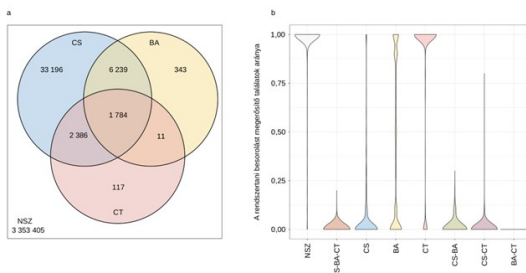 a
CS
BA
33 196
6 239
343
1 784
2 386
11
117
CT
NSZ
3 353 405
b
A rendszertani besorolást megerősítő találatok aránya
1,00
0,75
0,50
0,25
0,00
NSZ
S-BA-CT
CS
BA
CT
CS-BA
CS-CT
BA-CT